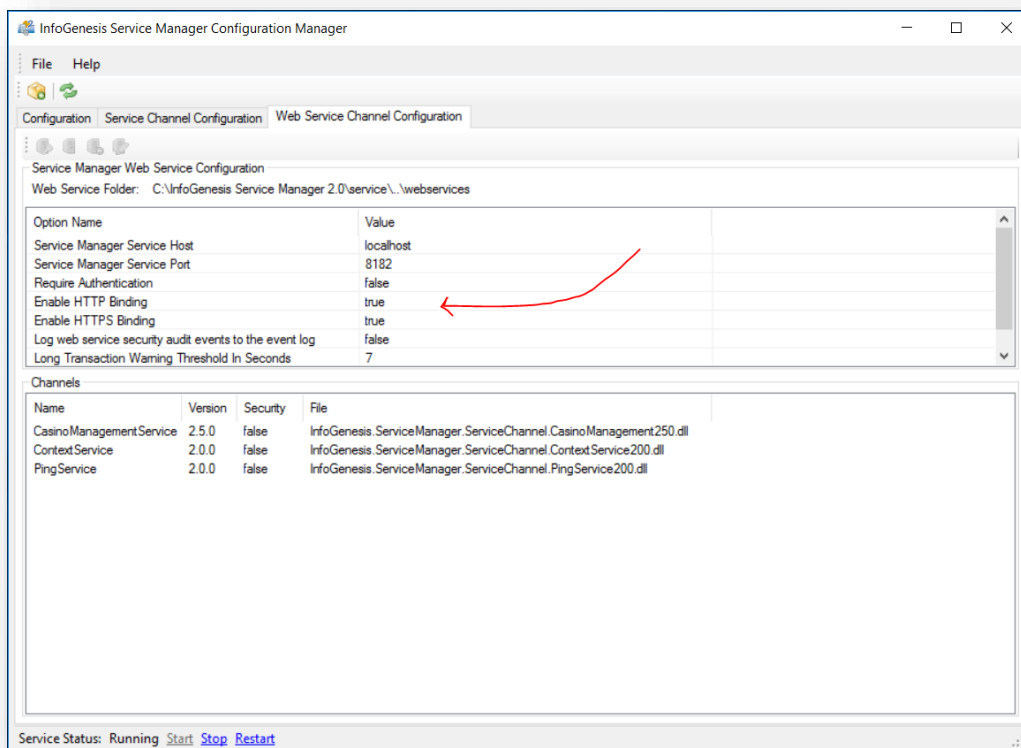 InfoGenesis Service Manager Configuration Manager
File Help
Configuration Service Channel Configuration Web Service Channel Configuration
Service Manager Web Service Configuration
Web Service Folder: C:\InfoGenesis Service Manager 2.0\service\..\webservices
Option Name Value
Service Manager Service Host localhost
Service Manager Service Port 8182
Require Authentication false
Enable HTTP Binding true
Enable HTTPS Binding true
Log web service security audit events to the event log false
Long Transaction Warning Threshold In Seconds 7
Channels
Name Version Security File
CasinoManagementService 2.5.0 false InfoGenesis.ServiceManager.ServiceChannel.CasinoManagement250.dll
ContextService 2.0.0 false InfoGenesis.ServiceManager.ServiceChannel.ContextService200.dll
PingService 2.0.0 false InfoGenesis.ServiceManager.ServiceChannel.PingService200.dll
Service Status: Running Start Stop Restart